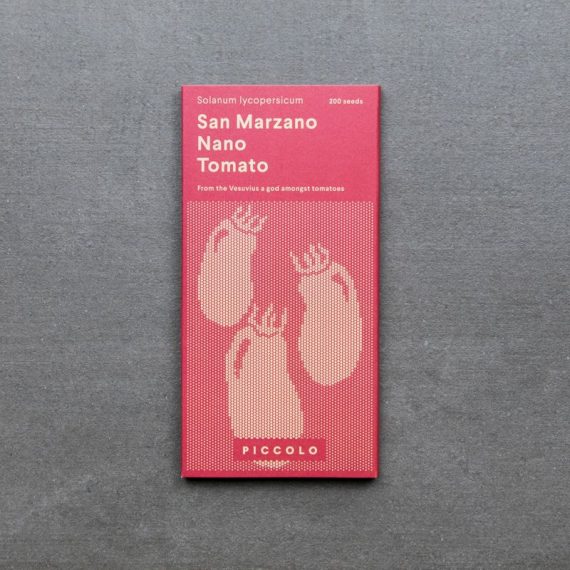 Solanum lycopersicum 200 seeds
San Marzano
Nano
Tomato
From the Vesuvius a god amongst tomatoes
PICCOLO